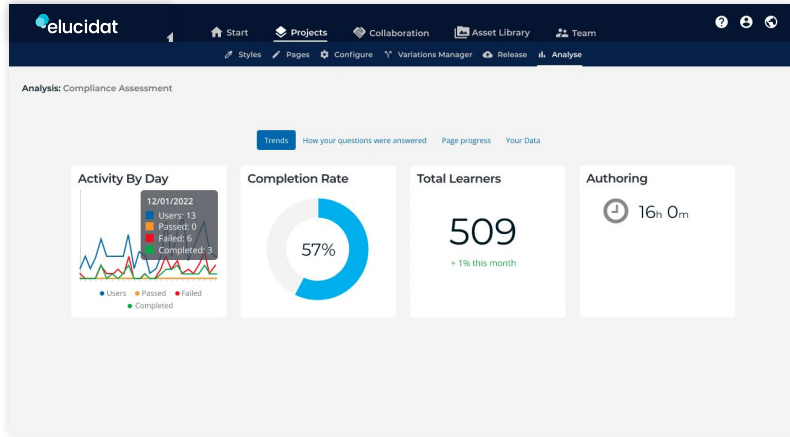 elucidat
Start Projects Collaboration Asset Library Team
Styles Pages Configure Variations Manager Release Analyse
Analysis: Compliance Assessment
Trends How your questions were answered Page progress Your Data
Activity By Day
12/01/2022
Users: 13
Passed: 0
Failed: 6
Completed: 3
Users Passed Failed
Completed
Completion Rate
57%
Total Learners
509
+ 1% this month
Authoring
16h 0m